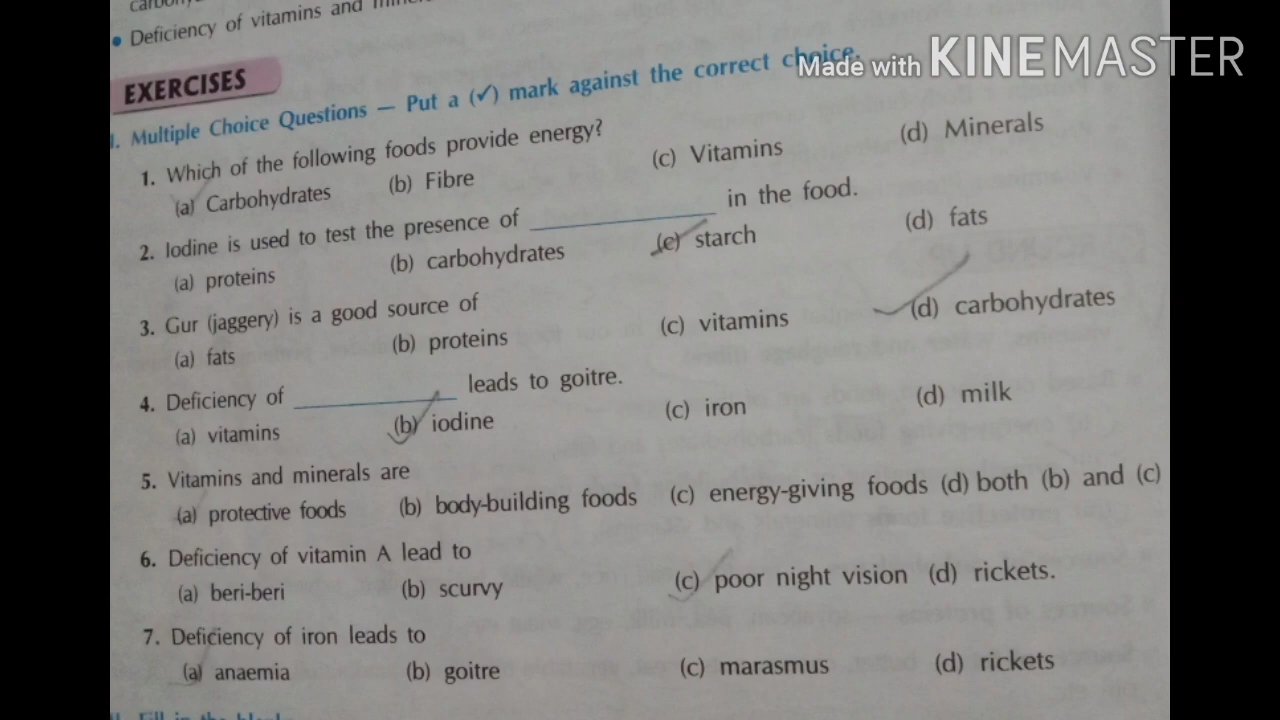 • Deficiency of vitamins and
Made with KINEMASTER
EXERCISES
I. Multiple Choice Questions — Put a (✓) mark against the correct choice.
1. Which of the following foods provide energy?
(a) Carbohydrates (b) Fibre (c) Vitamins (d) Minerals
2. Iodine is used to test the presence of ____________ in the food.
(a) proteins (b) carbohydrates (c) starch (d) fats
3. Gur (jaggery) is a good source of
(a) fats (b) proteins (c) vitamins (d) carbohydrates
4. Deficiency of ____________ leads to goitre.
(a) vitamins (b) iodine (c) iron (d) milk
5. Vitamins and minerals are
(a) protective foods (b) body-building foods (c) energy-giving foods (d) both (b) and (c)
6. Deficiency of vitamin A lead to
(a) beri-beri (b) scurvy (c) poor night vision (d) rickets.
7. Deficiency of iron leads to
(a) anaemia (b) goitre (c) marasmus (d) rickets